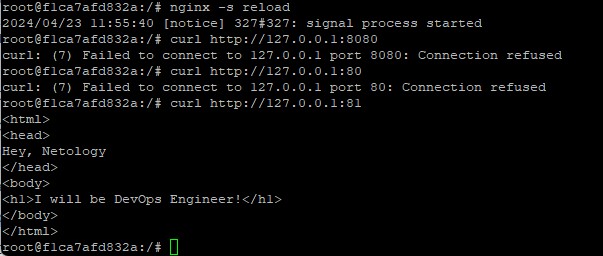 root@f1ca7afd832a:/# nginx -s reload
2024/04/23 11:55:40 [notice] 327#327: signal process started
root@f1ca7afd832a:/# curl http://127.0.0.1:8080
curl: (7) Failed to connect to 127.0.0.1 port 8080: Connection refused
root@f1ca7afd832a:/# curl http://127.0.0.1:80
curl: (7) Failed to connect to 127.0.0.1 port 80: Connection refused
root@f1ca7afd832a:/# curl http://127.0.0.1:81
<html>
<head>
Hey, Netology
</head>
<body>
<h1>I will be DevOps Engineer!</h1>
</body>
</html>
root@f1ca7afd832a:/#